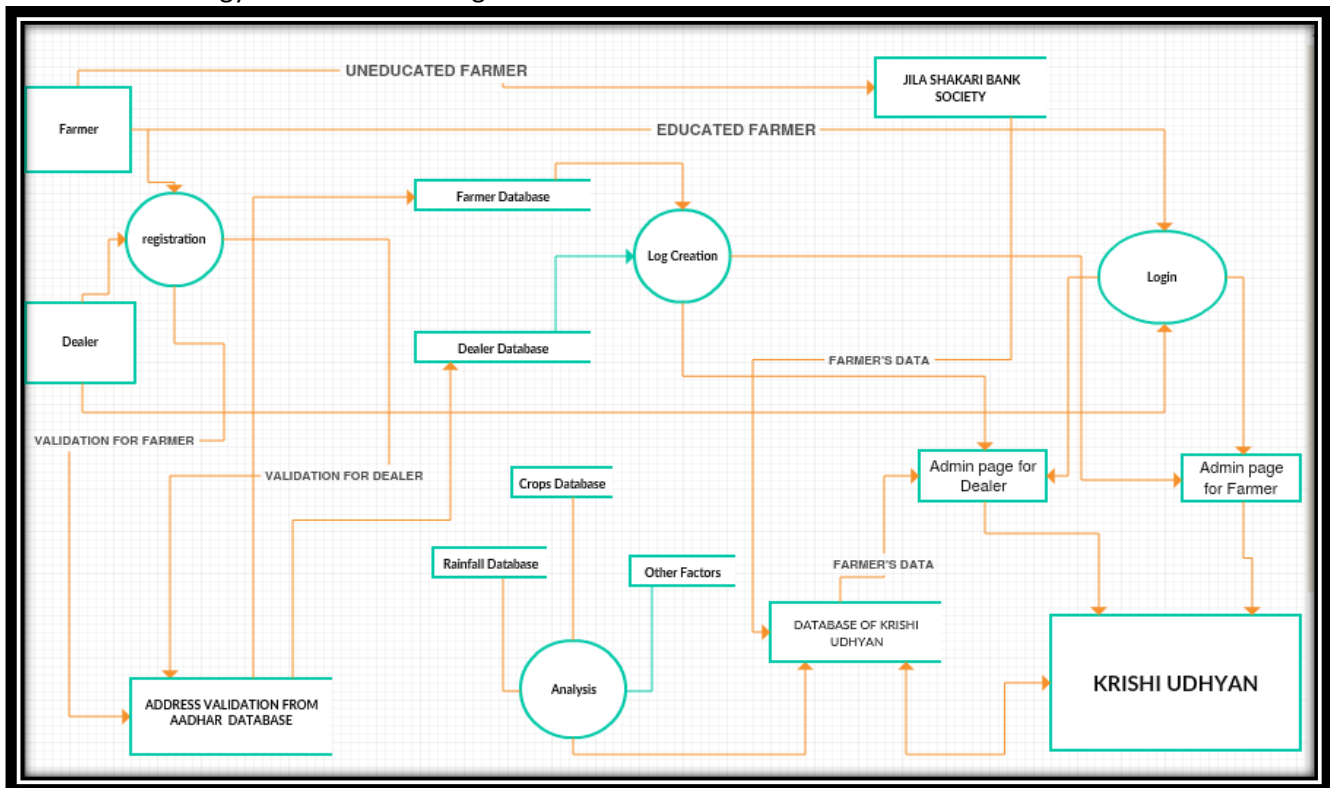 UNEDUCATED FARMER
JILA SHAKARI BANK
SOCIETY
Farmer
EDUCATED FARMER
Farmer Database
registration
Log Creation
Login
Dealer
Dealer Database
FARMER'S DATA
VALIDATION FOR FARMER
VALIDATION FOR DEALER
Admin page for
Dealer
Admin page
for Farmer
Crops Database
Rainfall Database
Other Factors
FARMER'S DATA
DATABASE OF KRISHI
UDHYAN
KRISHI UDHYAN
Analysis
ADDRESS VALIDATION FROM
AADHAR DATABASE